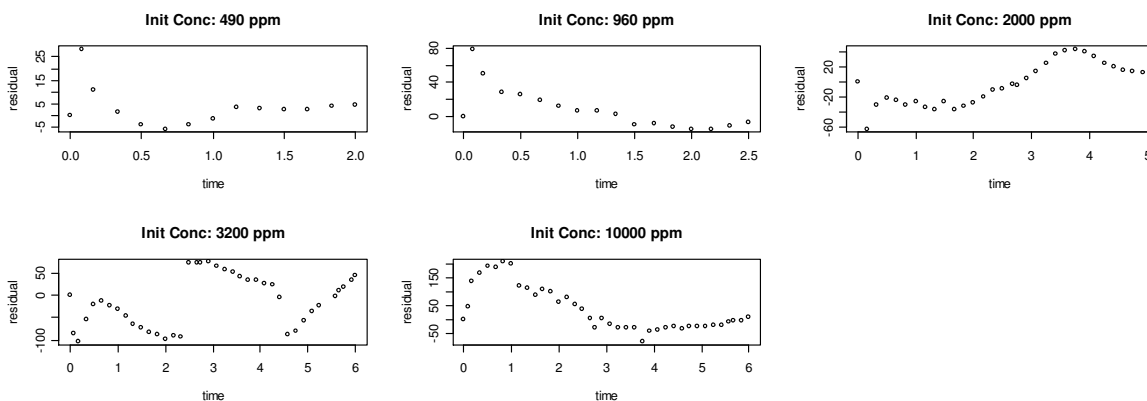 Init Conc: 490 ppm
residual
-5 5 15 25
0.0 0.5 1.0 1.5 2.0
time
Init Conc: 960 ppm
residual
0 40 80
0.0 0.5 1.0 1.5 2.0 2.5
time
Init Conc: 2000 ppm
residual
-60 -20 20
0 1 2 3 4 5
time
Init Conc: 3200 ppm
residual
-100 0 50
0 1 2 3 4 5 6
time
Init Conc: 10000 ppm
residual
-50 50 150
0 1 2 3 4 5 6
time